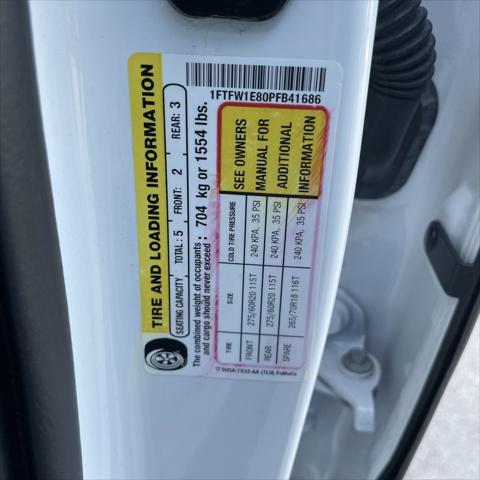 1FTFW1E80PFB41686
TIRE AND LOADING INFORMATION
SEATING CAPACITY TOTAL: 5 FRONT: 2 REAR: 3
The combined weight of occupants
and cargo should never exceed : 704 kg or 1554 lbs.
TIRE SIZE COLD TIRE PRESSURE
FRONT 275/60R20 115T 240 KPA, 35 PSI
REAR 275/60R20 115T 240 KPA, 35 PSI
SPARE 265/70R18 116T 240 KPA, 35 PSI
SEE OWNERS
MANUAL FOR
ADDITIONAL
INFORMATION